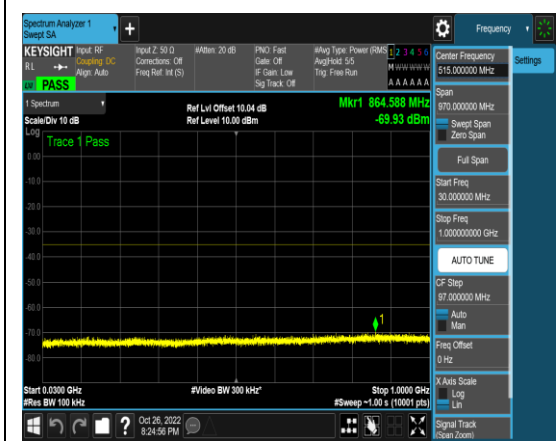 Spectrum Analyzer 1
Swept SA
+
Frequency
KEYSIGHT
RL
PASS
Input: RF
Coupling: DC
Align: Auto
Input Z: 50 Ω
Corrections: Off
Freq Ref: Int (S)
#Atten: 20 dB
PNO: Fast
Gate: Off
IF Gain: Low
Sig Track: Off
#Avg Type: Power (RMS)
Avg|Hold: 5/5
Trig: Free Run
1 2 3 4 5 6
M W W W W W
A A A A A A
1 Spectrum
Scale/Div 10 dB
Ref Lvl Offset 10.04 dB
Ref Level 10.00 dBm
Mkr1 864.588 MHz
-69.93 dBm
Log
Trace 1 Pass
0.00
-10.0
-20.0
-30.0
-40.0
-50.0
-60.0
-70.0
-80.0
1
Start 0.0300 GHz
#Res BW 100 kHz
#Video BW 300 kHz*
Stop 1.0000 GHz
#Sweep ~1.00 s (10001 pts)
Center Frequency
515.000000 MHz
Settings
Span
970.000000 MHz
Swept Span
Zero Span
Full Span
Start Freq
30.000000 MHz
Stop Freq
1.000000000 GHz
AUTO TUNE
CF Step
97.000000 MHz
Auto
Man
Freq Offset
0 Hz
X Axis Scale
Log
Lin
Signal Track
(Span Zoom)
?
Oct 26, 2022
8:24:56 PM